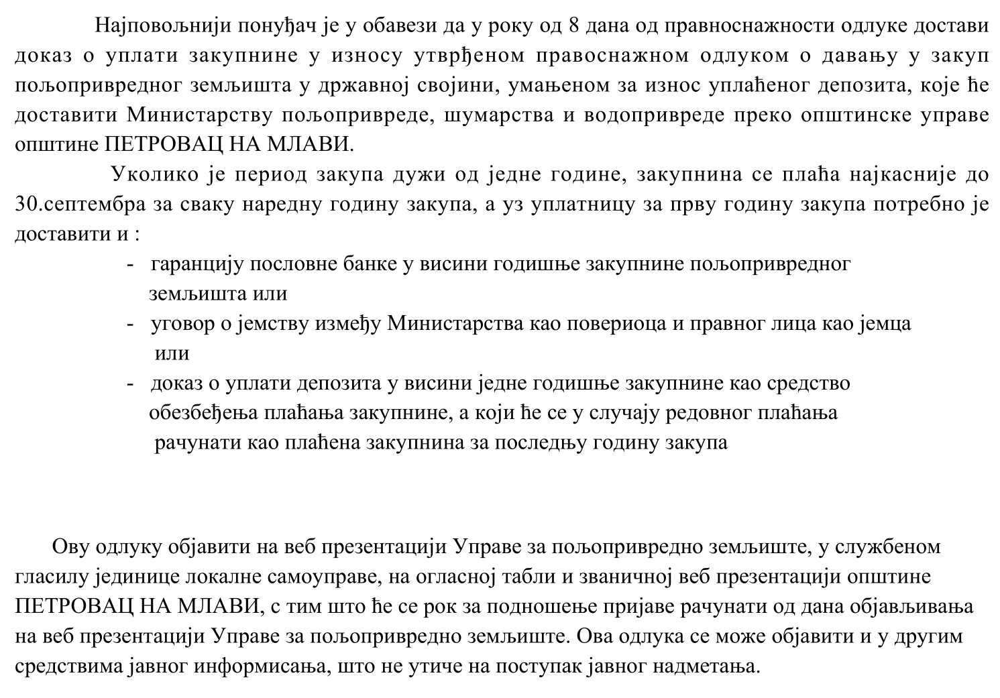 Најповољнији понуђач је у обавези да у року од 8 дана од правноснажности одлуке достави
доказ о уплати закупнине у износу утврђеном правоснажном одлуком о давању у закуп
пољопривредног земљишта у државној својини, умањеном за износ уплаћеног депозита, које ће
доставити Министарству пољопривреде, шумарства и водопривреде преко општинске управе
општине ПЕТРОВАЦ НА МЛАВИ.
Уколико је период закупа дужи од једне године, закупнина се плаћа најкасније до
30.септембра за сваку наредну годину закупа, а уз уплатницу за прву годину закупа потребно је
доставити и :
- гаранцију пословне банке у висини годишње закупнине пољопривредног
земљишта или
- уговор о јемству између Министарства као повериоца и правног лица као јемца
или
- доказ о уплати депозита у висини једне годишње закупнине као средство
обезбеђења плаћања закупнине, а који ће се у случају редовног плаћања
рачунати као плаћена закупнина за последњу годину закупа
Ову одлуку објавити на веб презентацији Управе за пољопривредно земљиште, у службеном
гласилу јединице локалне самоуправе, на огласној табли и званичној веб презентацији општине
ПЕТРОВАЦ НА МЛАВИ, с тим што ће се рок за подношење пријаве рачунати од дана објављивања
на веб презентацији Управе за пољопривредно земљиште. Ова одлука се може објавити и у другим
средствима јавног информисања, што не утиче на поступак јавног надметања.